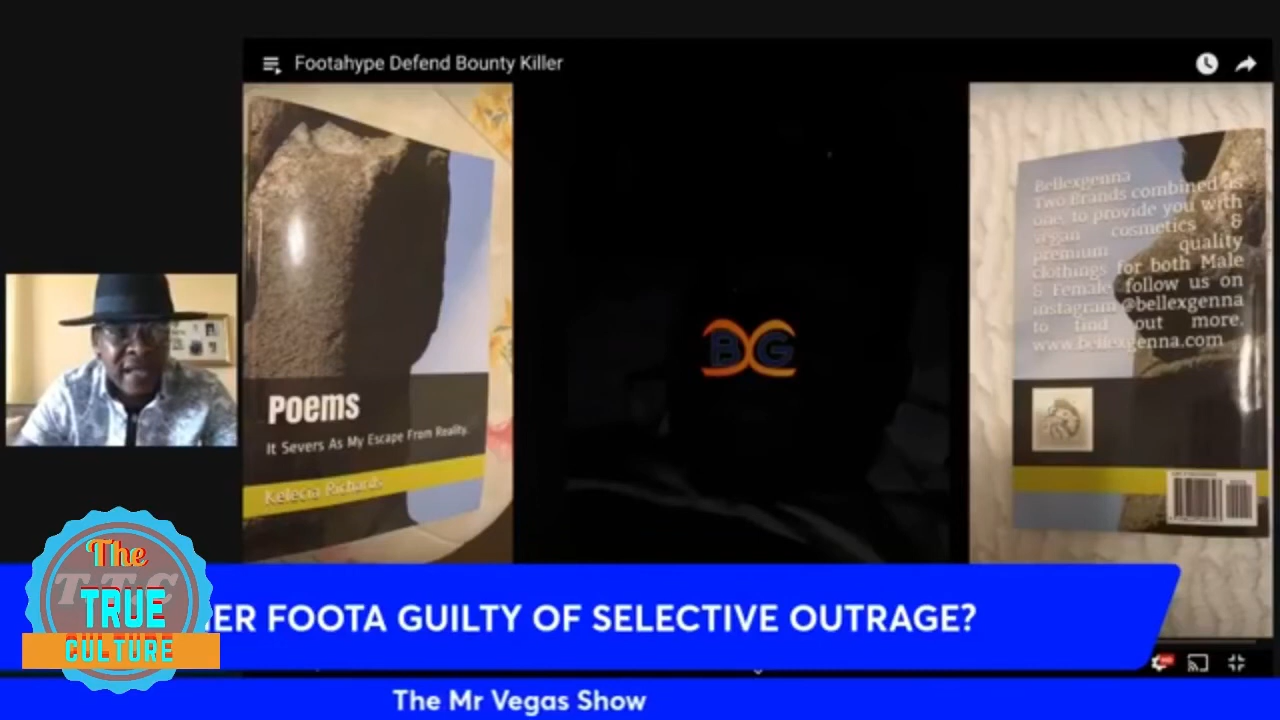 Footahype Defend Bounty Killer
Poems
It Severs As My Escape From Reality.
Kelecia Richards
BG
Bellexgenna
Two Brands combined as
one, to provide you with
vegan cosmetics &
premium quality
clothings for both Male
& Female, follow us on
instagram @bellexgenna
to find out more.
www.bellexgenna.com
ER FOOTA GUILTY OF SELECTIVE OUTRAGE?
The
T.T.C
TRUE
CULTURE
The Mr Vegas Show